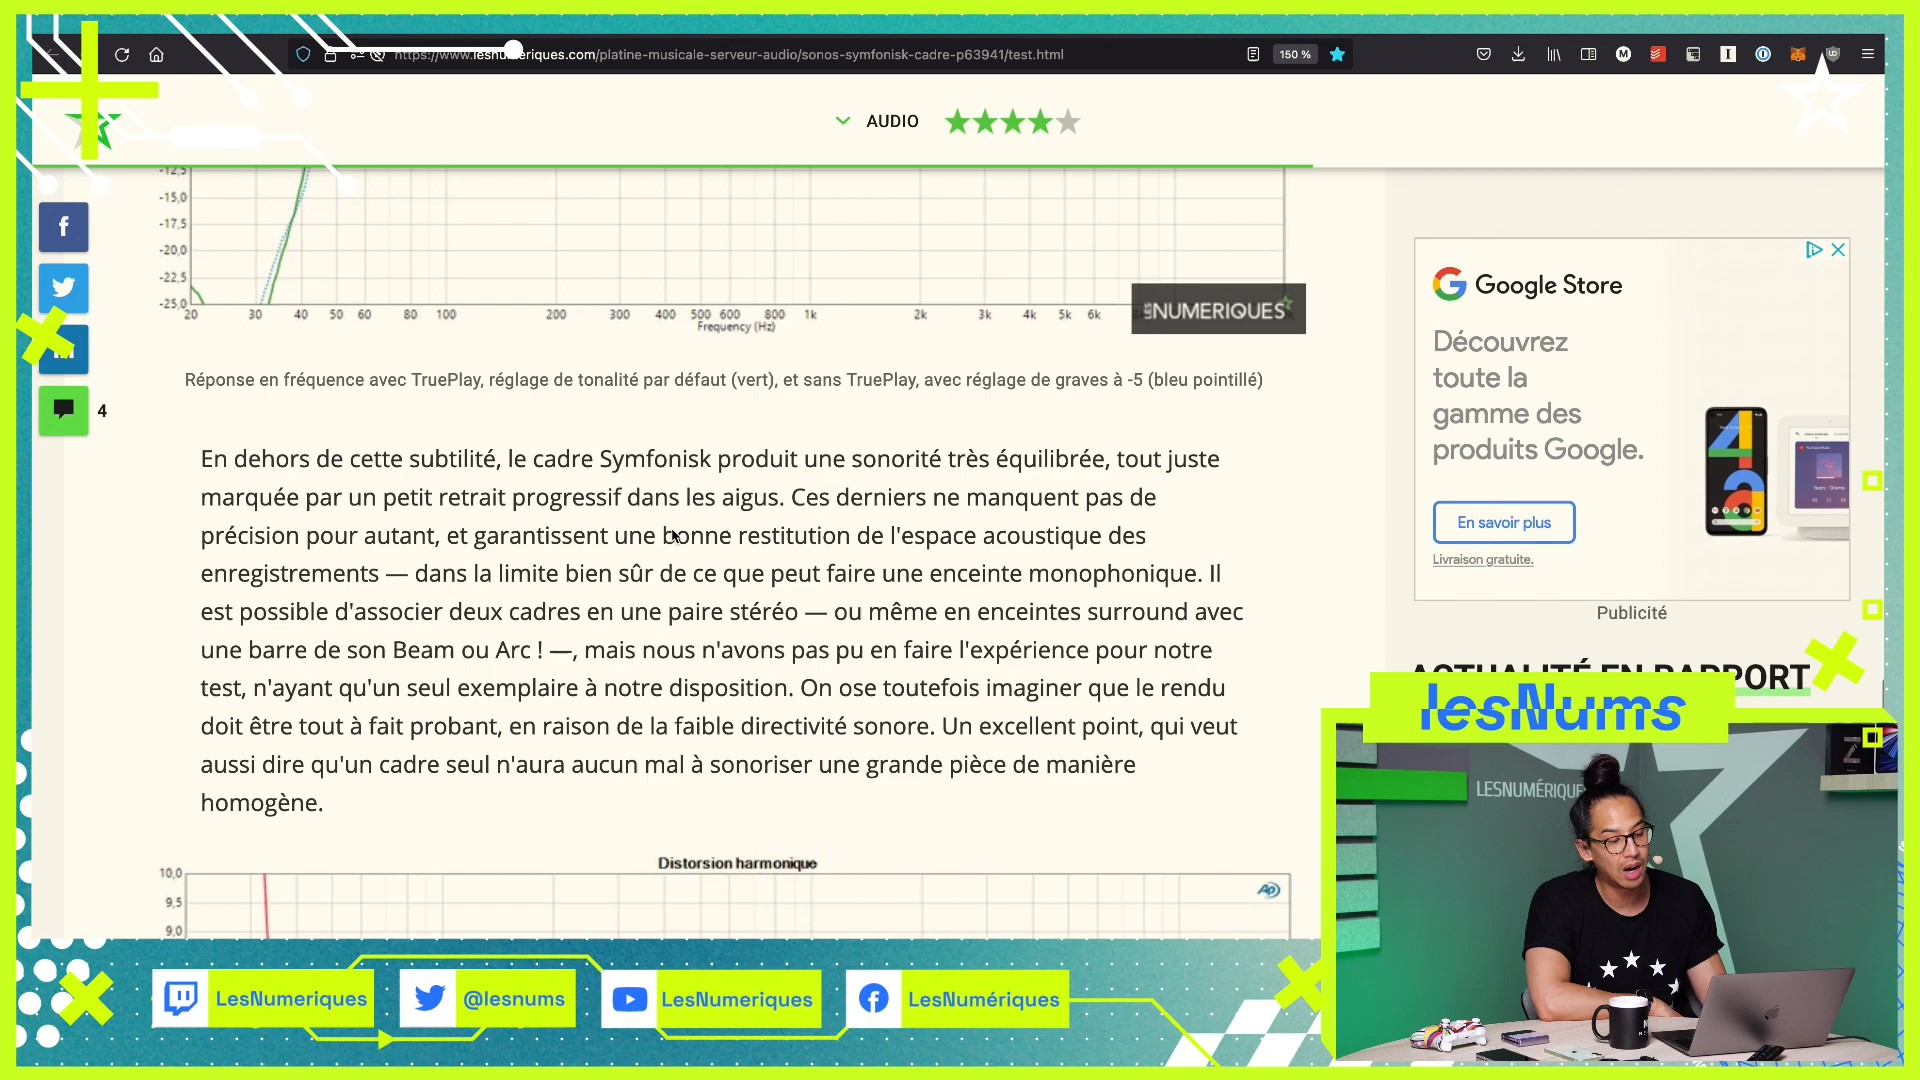 https://www.lesnumeriques.com/platine-musicale-serveur-audio/sonos-symfonisk-cadre-p63941/test.html
150 %
AUDIO
-12,5
-15,0
-17,5
-20,0
-22,5
-25,0
20 30 40 50 60 80 100 200 300 400 500 600 800 1k 2k 3k 4k 5k 6k
Frequency (Hz)
LES NUMERIQUES
Réponse en fréquence avec TruePlay, réglage de tonalité par défaut (vert), et sans TruePlay, avec réglage de graves à -5 (bleu pointillé)
4
En dehors de cette subtilité, le cadre Symfonisk produit une sonorité très équilibrée, tout juste
marquée par un petit retrait progressif dans les aigus. Ces derniers ne manquent pas de
précision pour autant, et garantissent une bonne restitution de l'espace acoustique des
enregistrements — dans la limite bien sûr de ce que peut faire une enceinte monophonique. Il
est possible d'associer deux cadres en une paire stéréo — ou même en enceintes surround avec
une barre de son Beam ou Arc ! —, mais nous n'avons pas pu en faire l'expérience pour notre
test, n'ayant qu'un seul exemplaire à notre disposition. On ose toutefois imaginer que le rendu
doit être tout à fait probant, en raison de la faible directivité sonore. Un excellent point, qui veut
aussi dire qu'un cadre seul n'aura aucun mal à sonoriser une grande pièce de manière
homogène.
Distorsion harmonique
10,0
9,5
9,0
Ap
Google Store
Découvrez
toute la
gamme des
produits Google.
En savoir plus
Livraison gratuite.
Publicité
ACTUALITÉ EN RAPPORT
lesNums
LESNUMÉRIQUE
LesNumeriques
@lesnums
LesNumeriques
LesNumériques